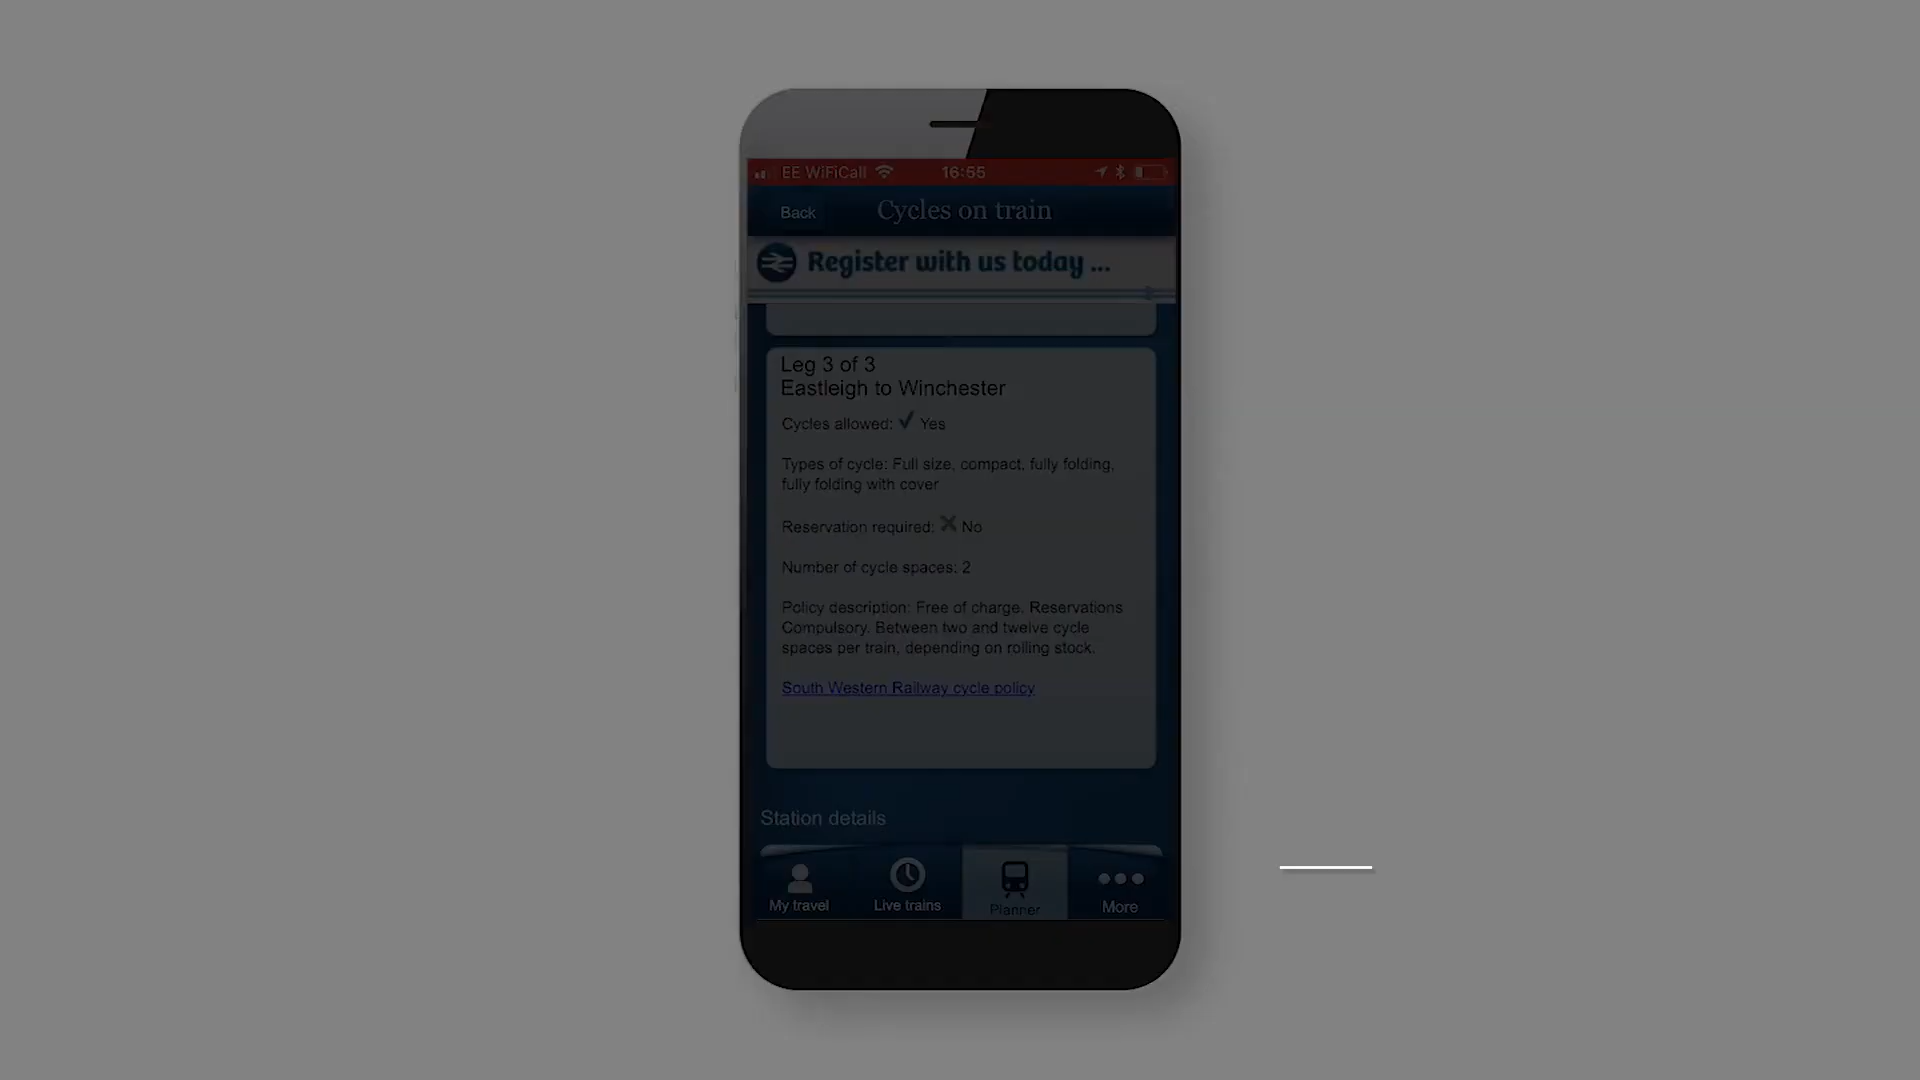 EE WiFiCall 16:55
Back Cycles on train
Register with us today ...
Leg 3 of 3
Eastleigh to Winchester
Cycles allowed: ✓ Yes
Types of cycle: Full size, compact, fully folding,
fully folding with cover
Reservation required: ✕ No
Number of cycle spaces: 2
Policy description: Free of charge. Reservations
Compulsory. Between two and twelve cycle
spaces per train, depending on rolling stock.
South Western Railway cycle policy
Station details
My travel Live trains Planner More